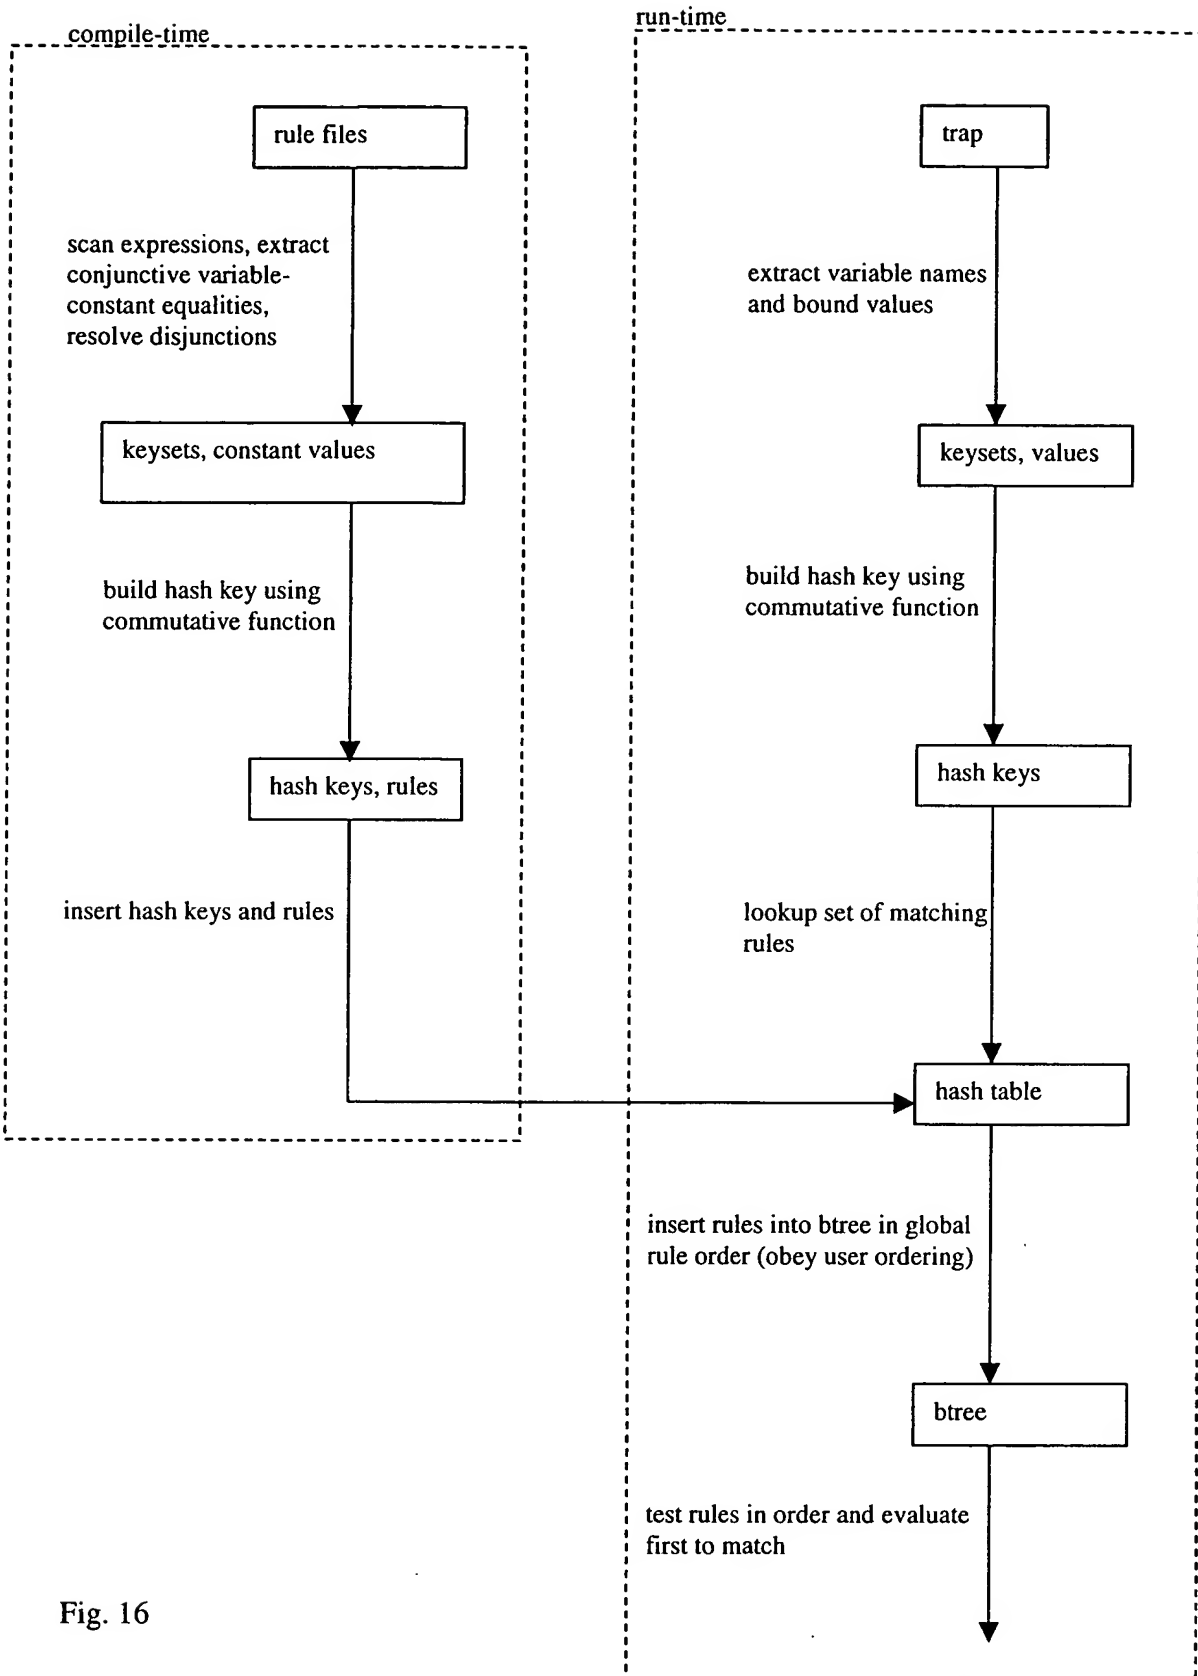 compile-time
rule files
scan expressions, extract
conjunctive variable-
constant equalities,
resolve disjunctions
keysets, constant values
build hash key using
commutative function
hash keys, rules
insert hash keys and rules
run-time
trap
extract variable names
and bound values
keysets, values
build hash key using
commutative function
hash keys
lookup set of matching
rules
hash table
insert rules into btree in global
rule order (obey user ordering)
btree
test rules in order and evaluate
first to match
Fig. 16